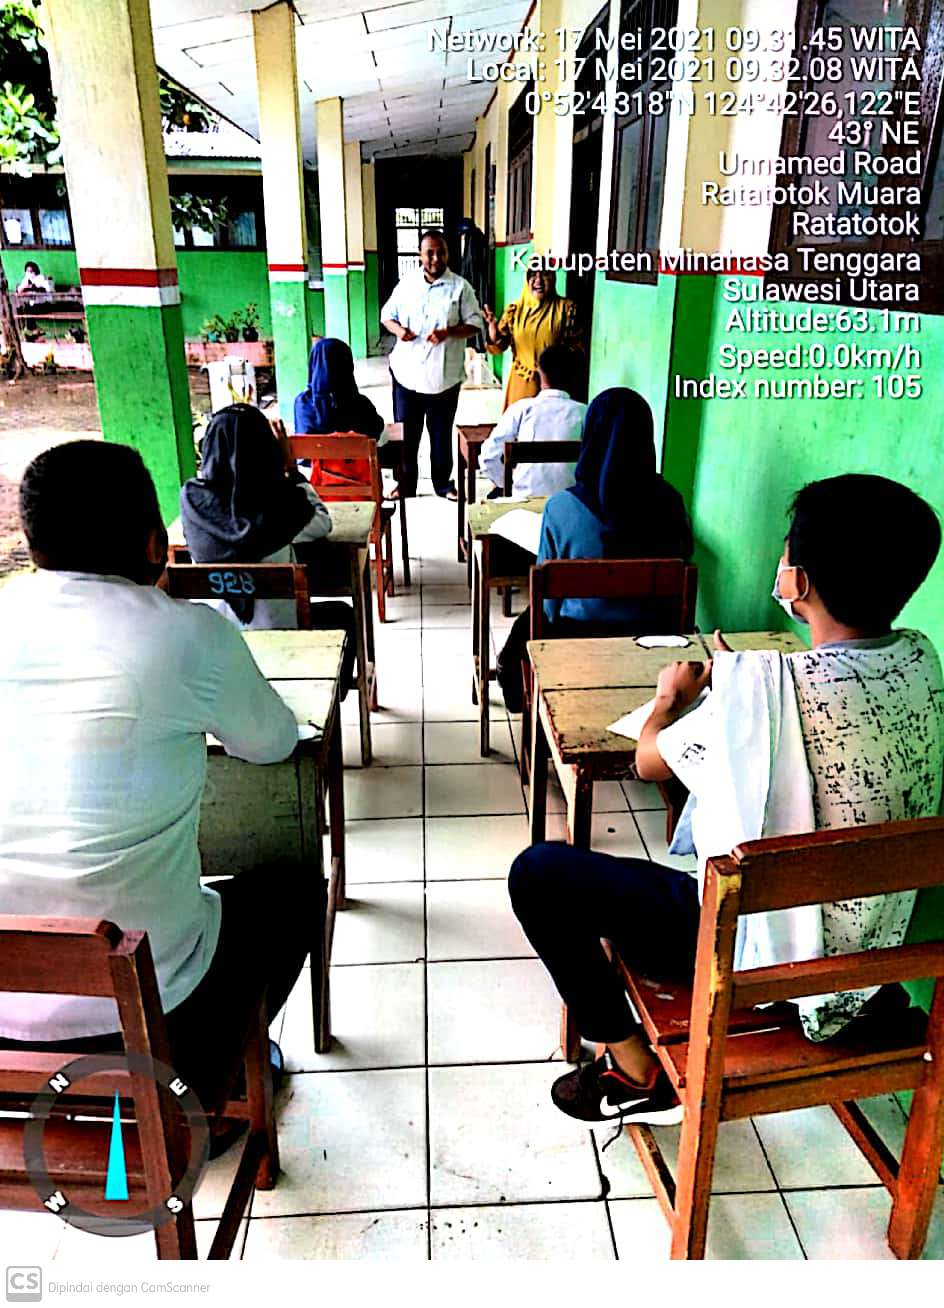 Network: 17 Mei 2021 09.31.45 WITA
Local: 17 Mei 2021 09.32.08 WITA
0°52'4,318"N 124°42'26,122"E
43° NE
Unnamed Road
Ratatotok Muara
Ratatotok
Kabupaten Minahasa Tenggara
Sulawesi Utara
Altitude:63.1m
Speed:0.0km/h
Index number: 105
928
N
E
W
S
CS Dipindai dengan CamScanner